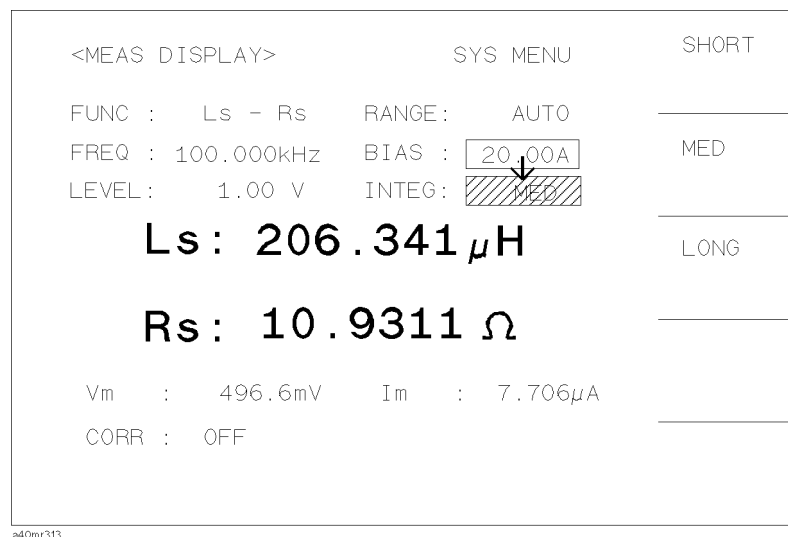 <MEAS DISPLAY> SYS MENU
FUNC : Ls - Rs RANGE: AUTO
FREQ : 100.000kHz BIAS : 20.00A
LEVEL: 1.00 V INTEG: MED
Ls: 206.341μH
Rs: 10.9311 Ω
Vm : 496.6mV Im : 7.706μA
CORR : OFF
SHORT
MED
LONG
a40mr313